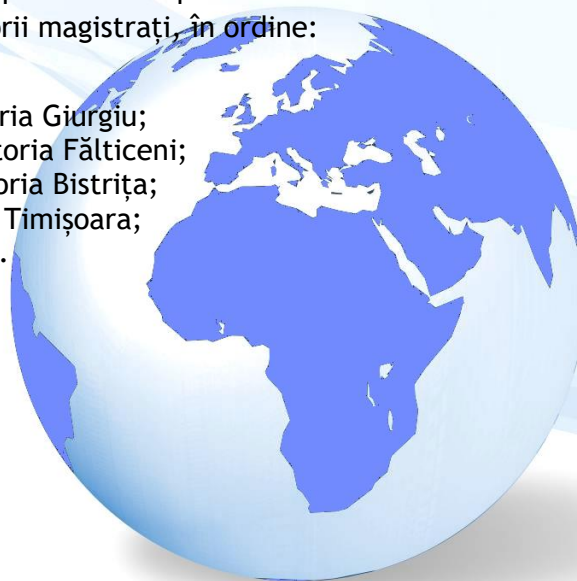 orii magistrați, în ordine:
ria Giurgiu;
toria Fălticeni;
oria Bistrița;
Timișoara;
.